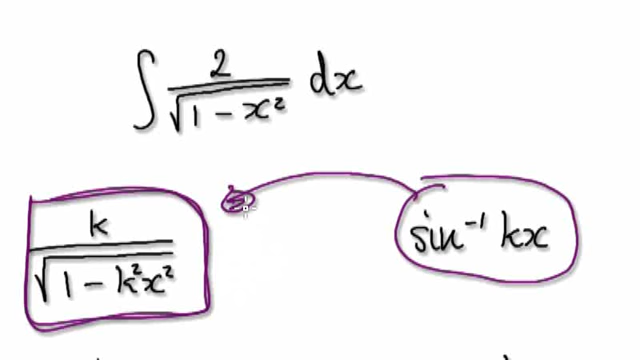 ∫ 2/√(1 - x²) dx
k/√(1 - k²x²)
sin⁻¹ kx